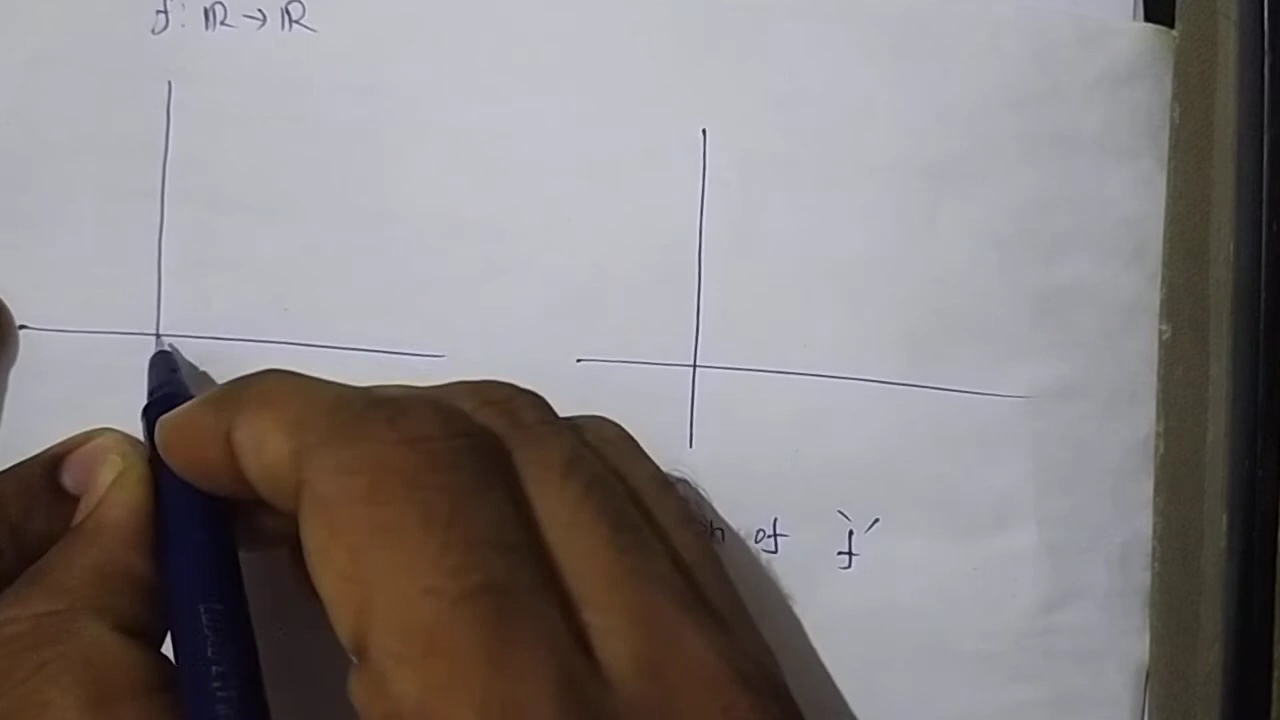 f: ℝ → ℝ
of `f´